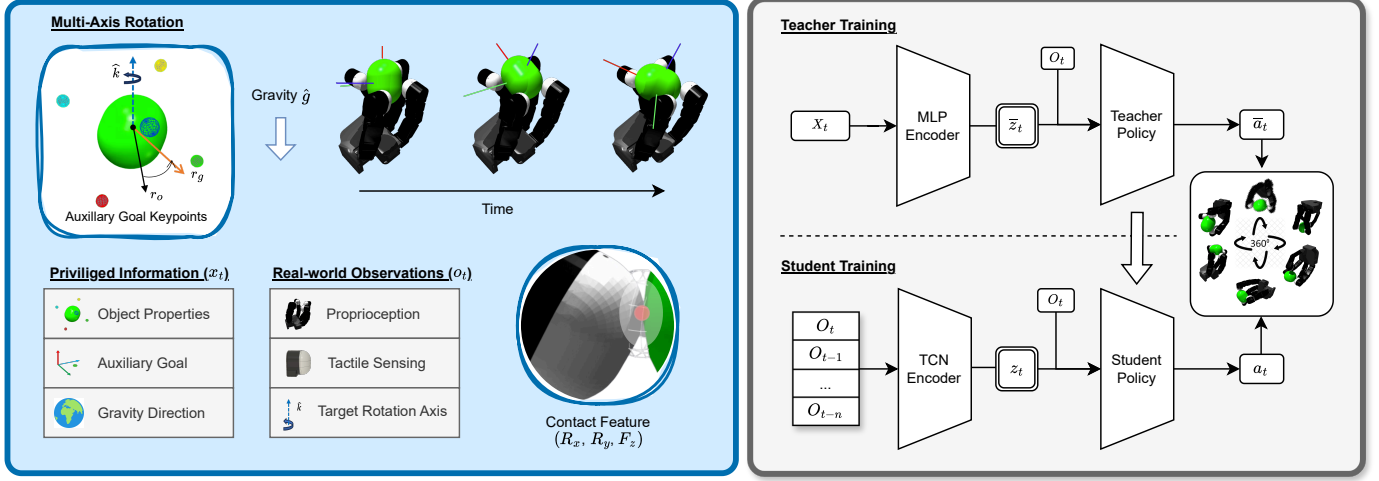 Multi-Axis Rotation
k̂
r_g
r_o
Auxillary Goal Keypoints
Gravity ĝ
Time
Priviliged Information (x_t)
Object Properties
Auxiliary Goal
Gravity Direction
Real-world Observations (o_t)
Proprioception
Tactile Sensing
k̂
Target Rotation Axis
Contact Feature
(R_x, R_y, F_z)
Teacher Training
X_t
MLP
Encoder
z̅_t
O_t
Teacher
Policy
a̅_t
360°
Student Training
O_t
O_{t-1}
...
O_{t-n}
TCN
Encoder
z_t
O_t
Student
Policy
a_t